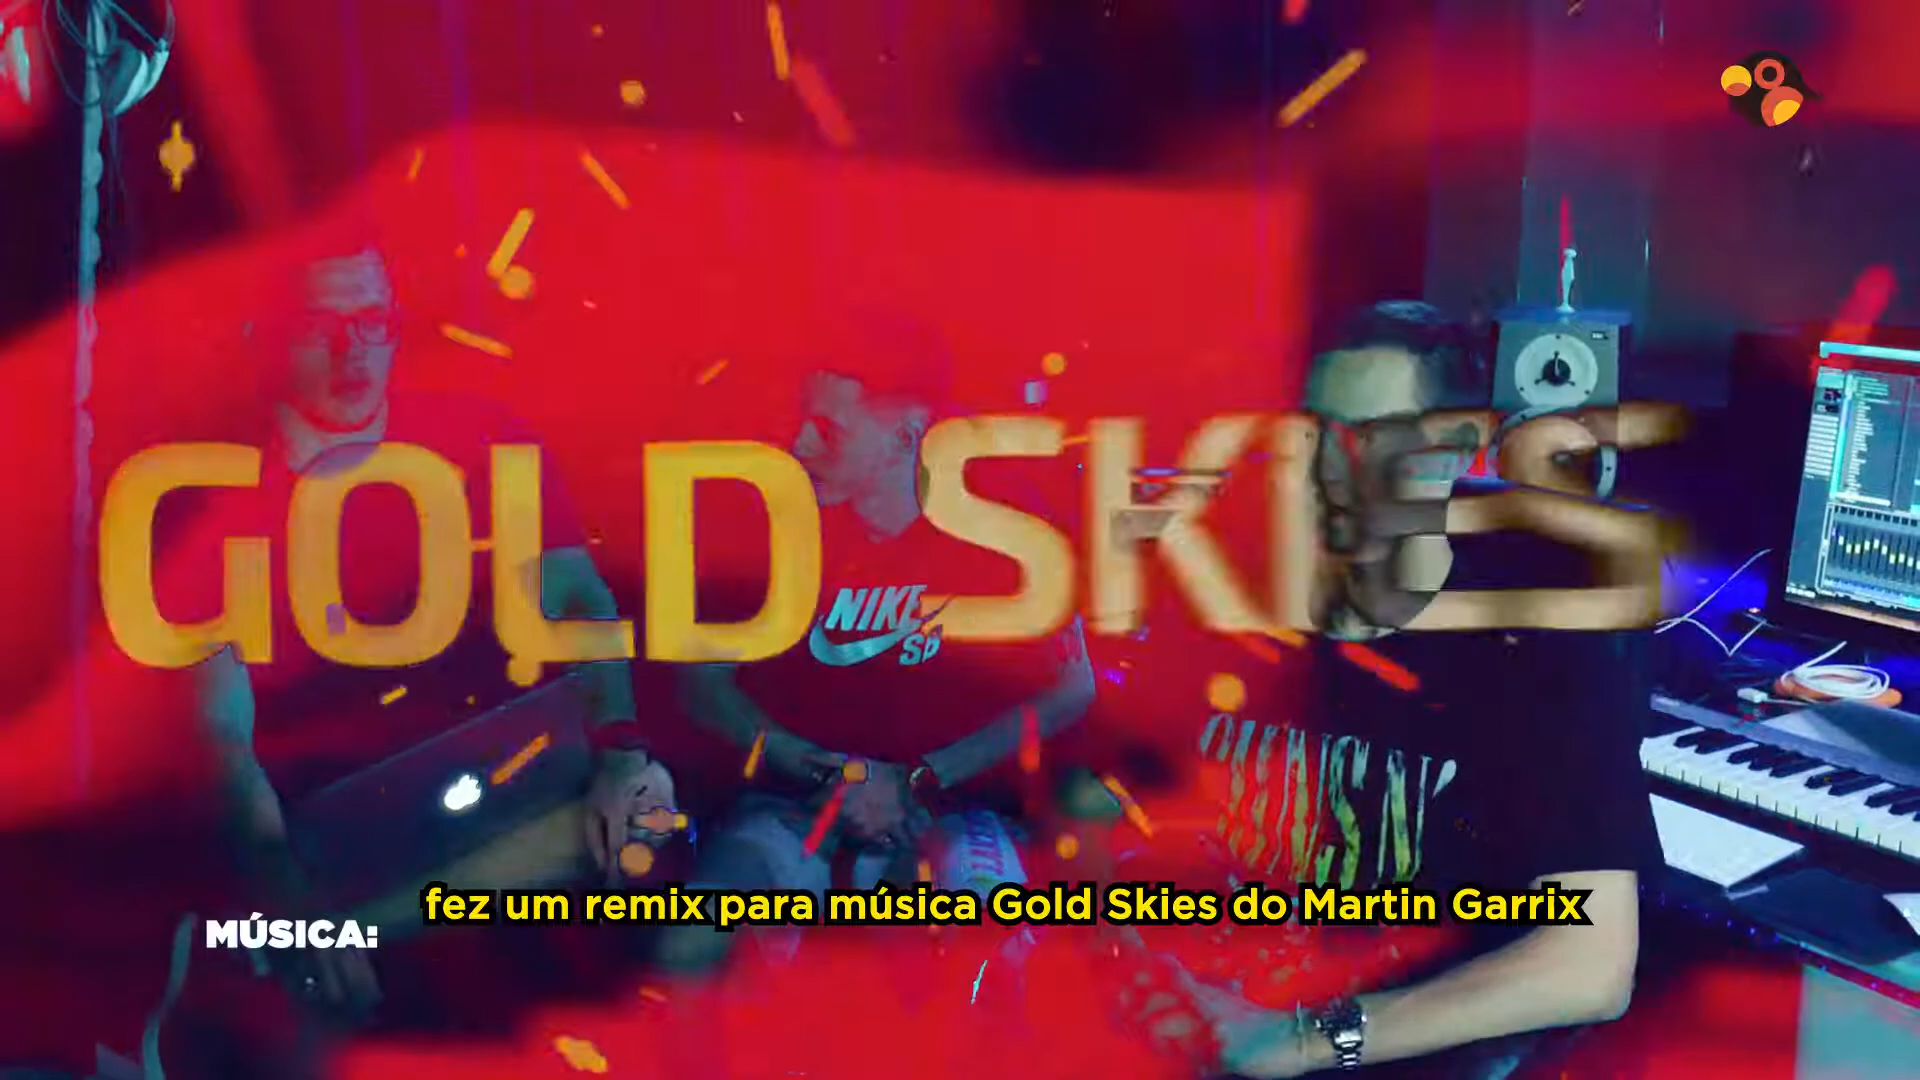 GOLD SKIES
NIKE
SB
fez um remix para música Gold Skies do Martin Garrix
MÚSICA: